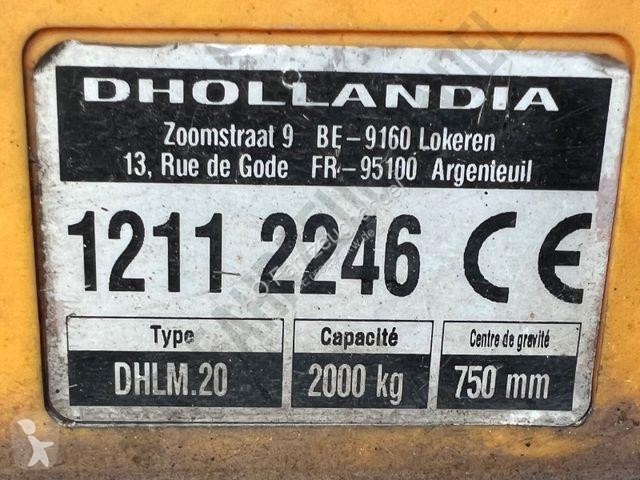 DHOLLANDIA
Zoomstraat 9 BE-9160 Lokeren
13, Rue de Gode FR-95100 Argenteuil
1211 2246 CE
Type Capacité Centre de gravité
DHLM.20 2000 kg 750 mm